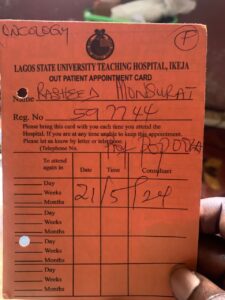 ONCOLOGY
F
LAGOS STATE UNIVERSITY TEACHING HOSPITAL, IKEJA
OUT PATIENT APPOINTMENT CARD
Name RASHEED MONSURAT
Reg. No 597744
Please bring this card with you each time you attend the
Hospital. If you are at any time unable to keep this appointment.
Please let us know by letter or telephone.
(Telephone No.
To attend again in Date Time Consultant
Day
Weeks 21/5/24
Months
Day
Weeks
Months
Day
Weeks
Months
Day
Weeks
Months